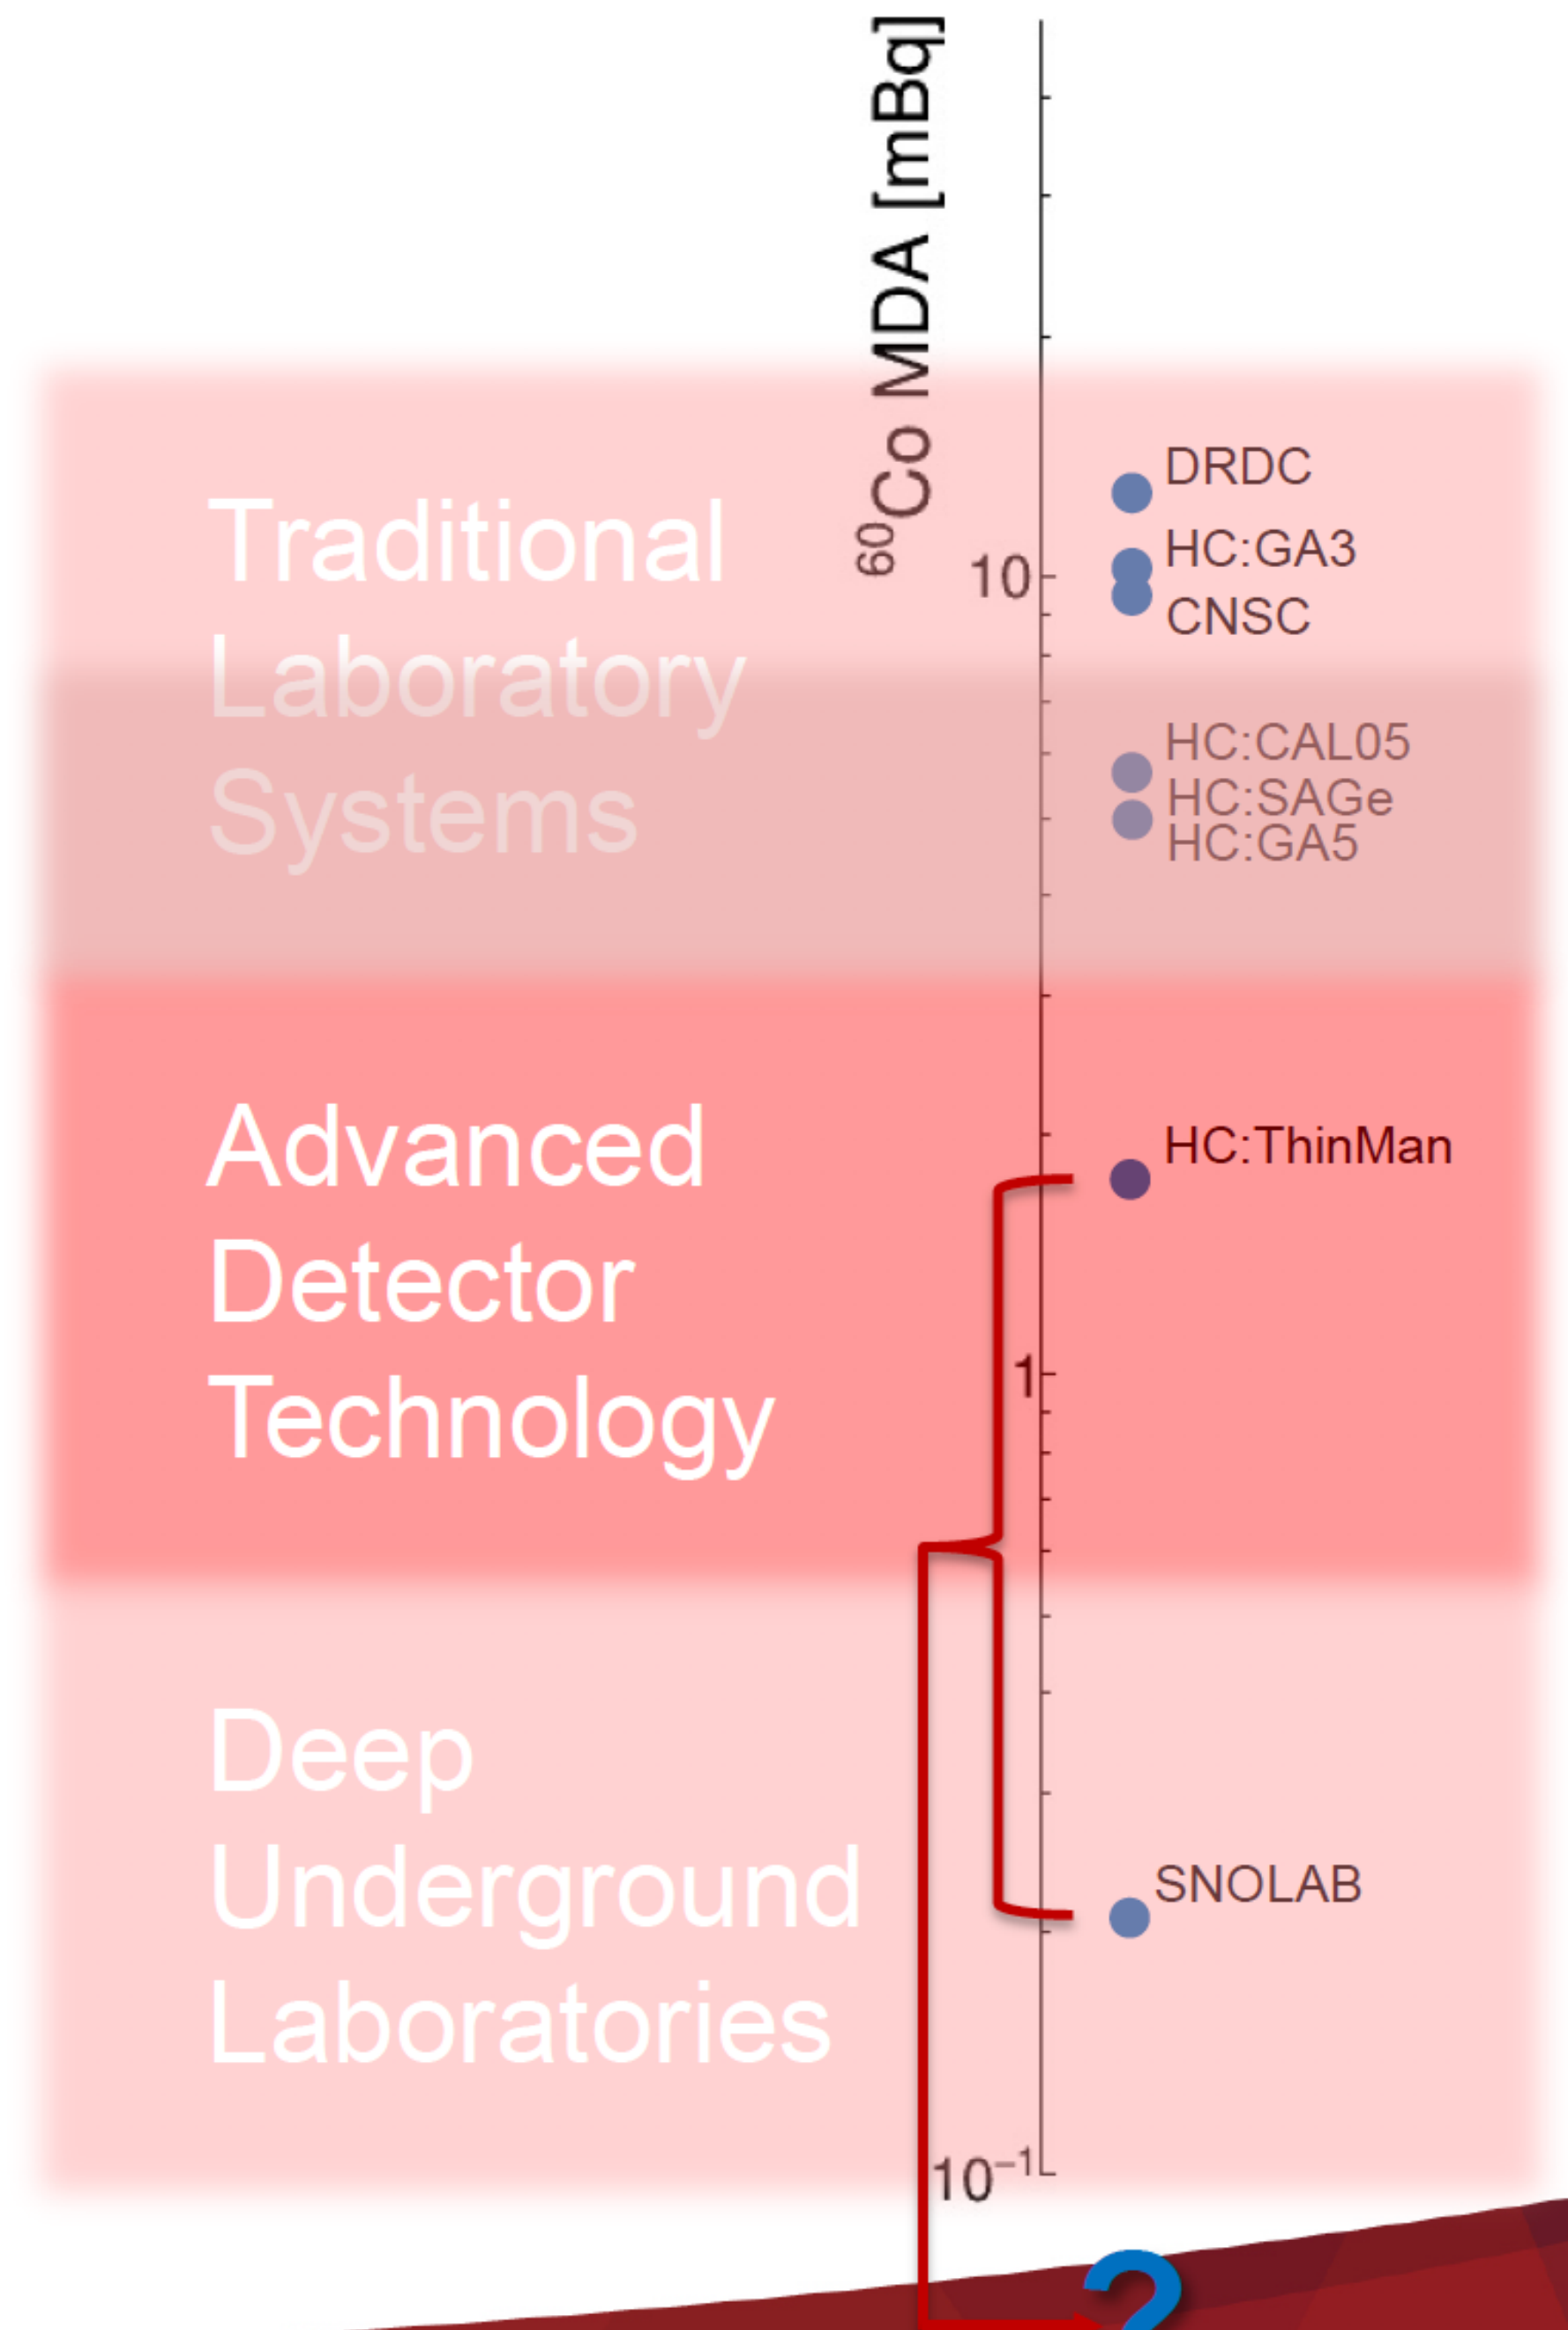 ⁶⁰Co MDA [mBq]
DRDC
HC:GA3
10
CNSC
Traditional
Laboratory
Systems
HC:CAL05
HC:SAGe
HC:GA5
Advanced
Detector
Technology
HC:ThinMan
1
Deep
Underground
Laboratories
SNOLAB
10⁻¹
?